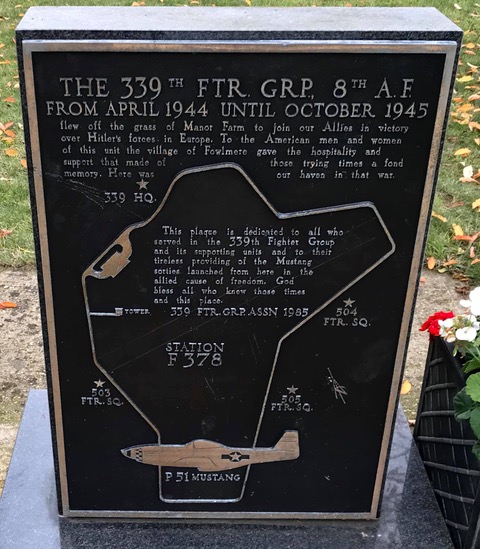 THE 339TH FTR. GRP., 8TH A.F.
FROM APRIL 1944 UNTIL OCTOBER 1945
flew off the grass of Manor Farm to join our Allies in victory
over Hitler's forces in Europe. To the American men and women
of this unit the village of Fowlmere gave the hospitality and
support that made of those trying times a fond
memory. Here was our haven in that war.
339 HQ.
This plaque is dedicated to all who
served in the 339th Fighter Group
and its supporting units and to their
tireless providing of the Mustang
sorties launched from here in the
allied cause of freedom. God
bless all who knew those times
and this place.
TOWER
339 FTR. GRP. ASSN 1985
504
FTR. SQ.
STATION
F 378
503
FTR. SQ.
505
FTR. SQ.
P 51 MUSTANG